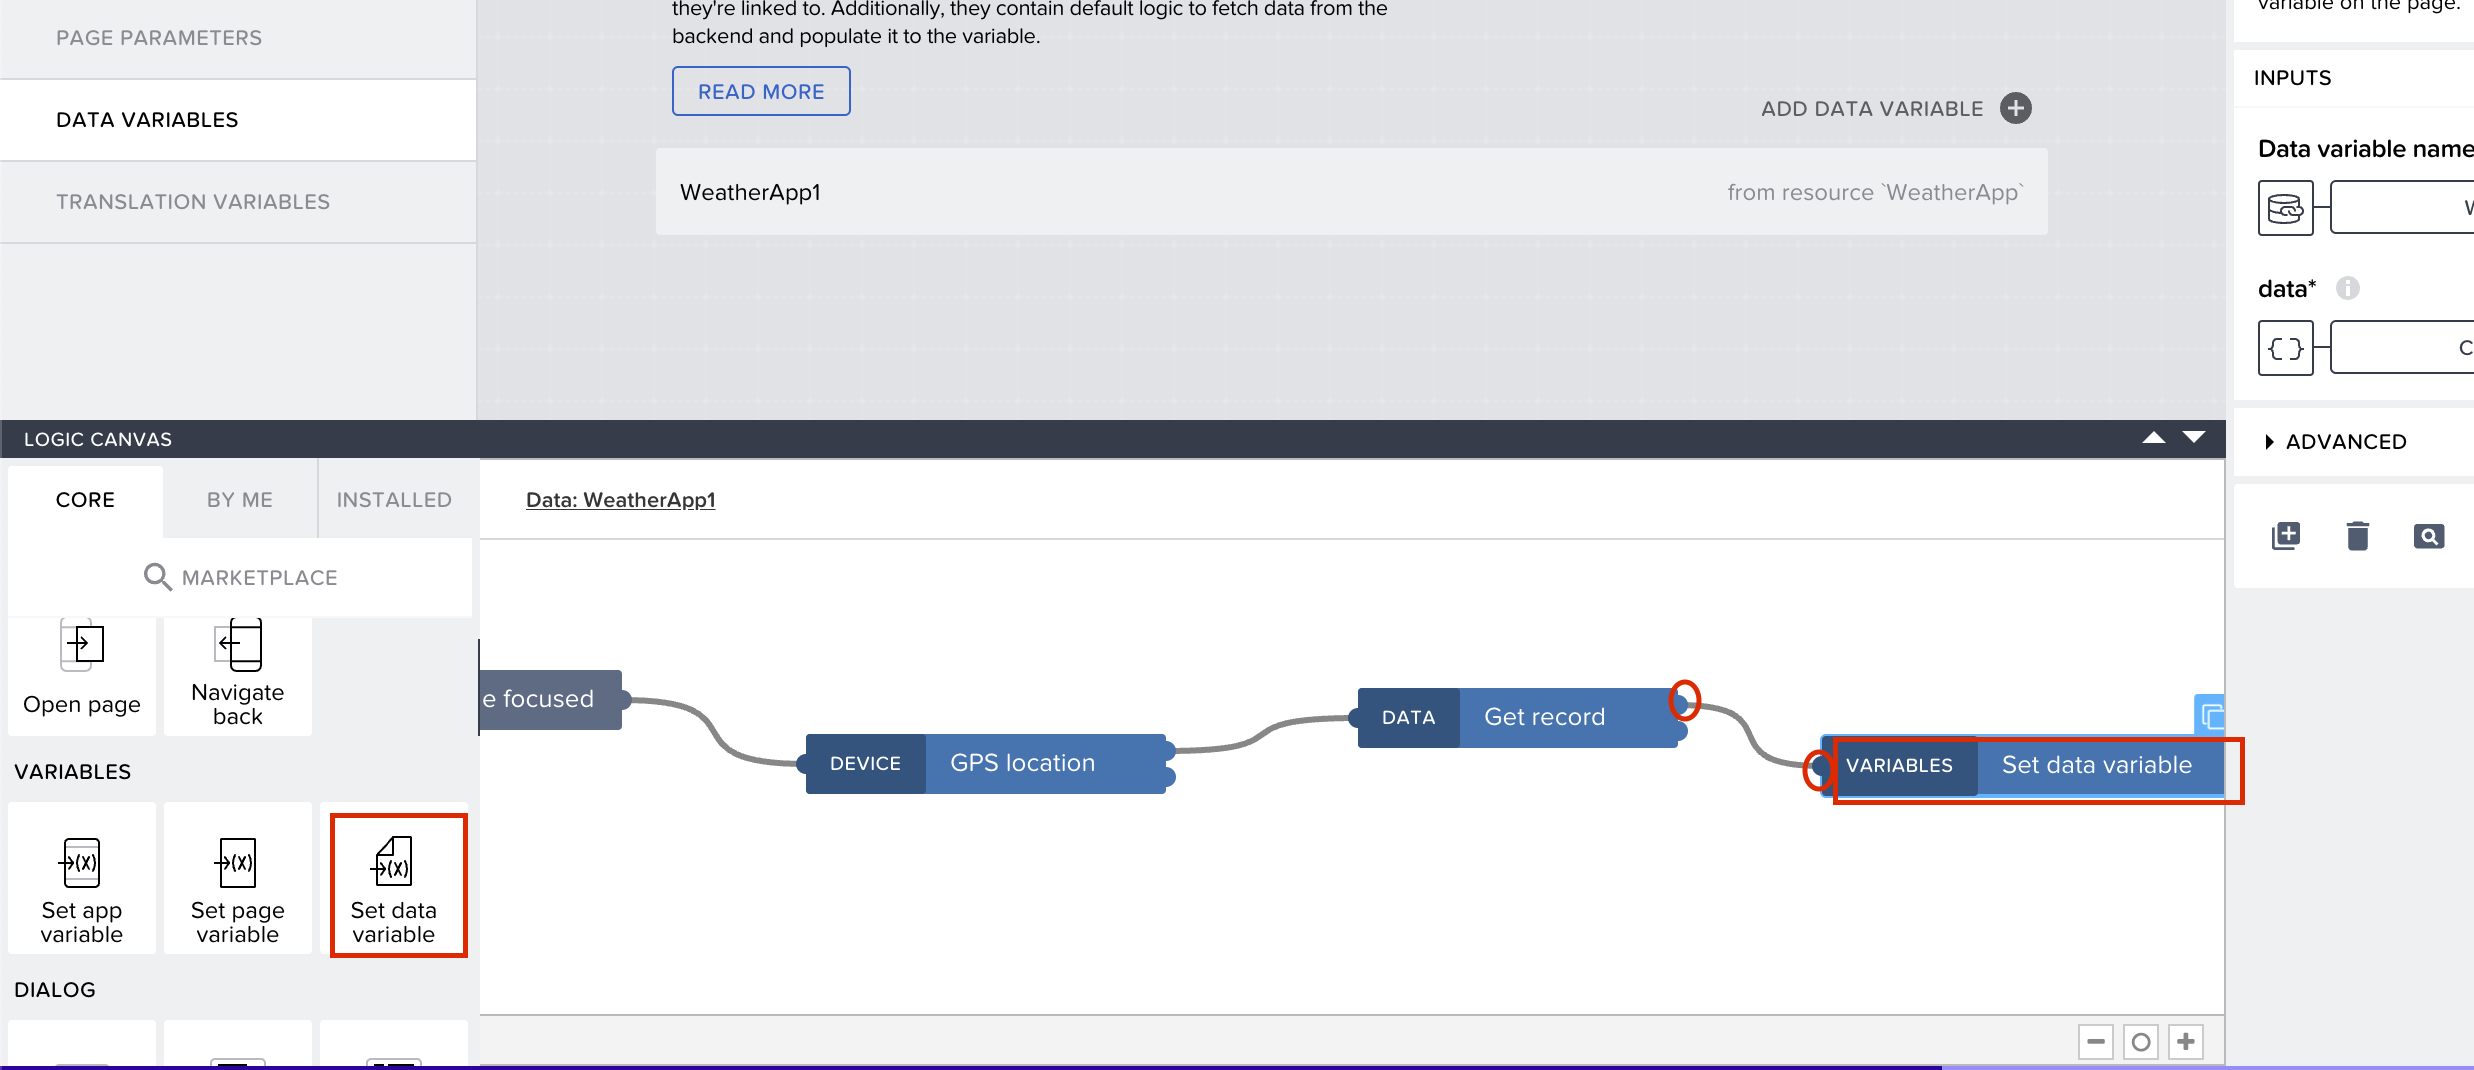 PAGE PARAMETERS
DATA VARIABLES
TRANSLATION VARIABLES
they're linked to. Additionally, they contain default logic to fetch data from the
backend and populate it to the variable.
READ MORE
ADD DATA VARIABLE
WeatherApp1
from resource `WeatherApp`
variable on the page.
INPUTS
Data variable name
data*
ADVANCED
LOGIC CANVAS
CORE
BY ME
INSTALLED
MARKETPLACE
Open page
Navigate
back
VARIABLES
Set app
variable
Set page
variable
Set data
variable
DIALOG
Data: WeatherApp1
e focused
DEVICE
GPS location
DATA
Get record
VARIABLES
Set data variable